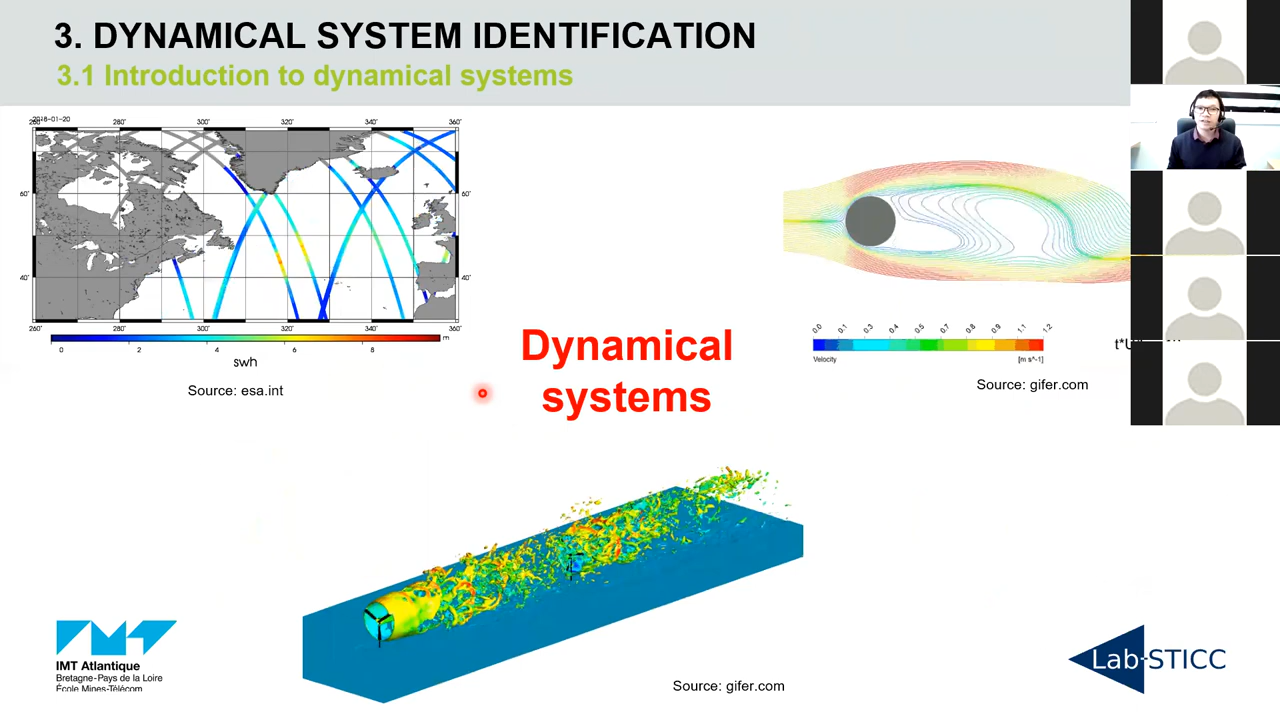 3. DYNAMICAL SYSTEM IDENTIFICATION
3.1 Introduction to dynamical systems
2018-01-20
260° 280° 300° 320° 340° 360°
60° 60°
40° 40°
260° 280° 300° 320° 340° 360°
m
0 2 4 6 8
swh
Source: esa.int
Dynamical
systems
0.0 0.1 0.3 0.4 0.5 0.7 0.8 0.9 1.1 1.2
Velocity [m s^-1]
Source: gifer.com
Source: gifer.com
IMT Atlantique
Bretagne-Pays de la Loire
École Mines-Télécom
Lab-STICC